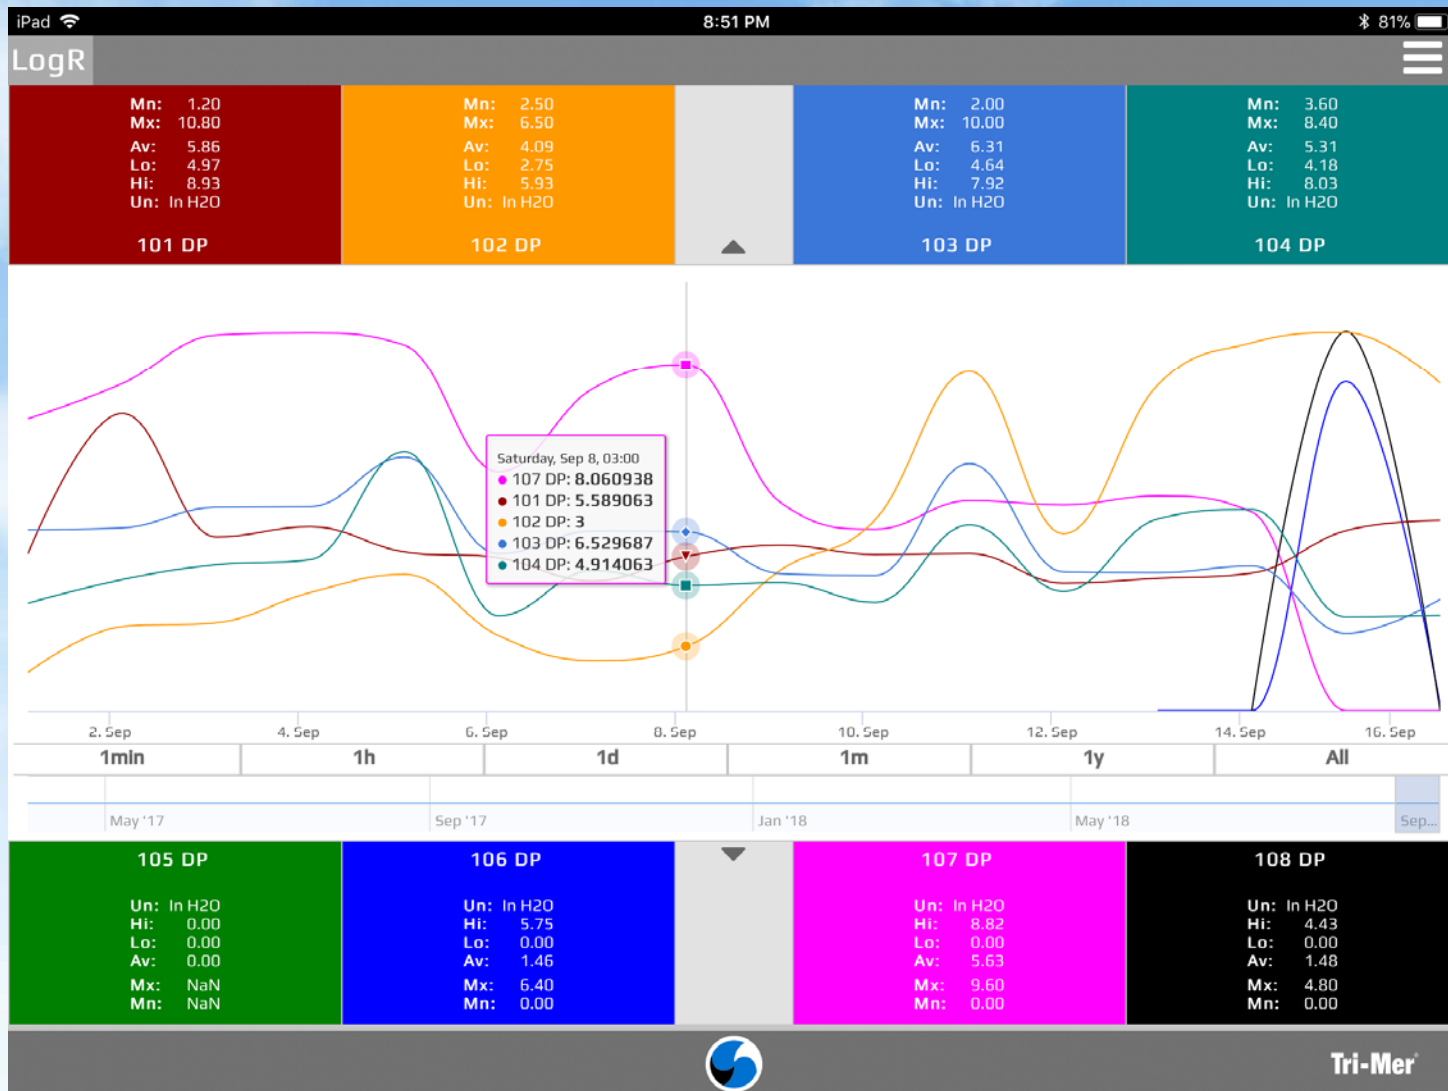 iPad 8:51 PM 81%
LogR
Mn: 1.20
Mx: 10.80
Av: 5.86
Lo: 4.97
Hi: 8.93
Un: In H2O
101 DP
Mn: 2.50
Mx: 6.50
Av: 4.09
Lo: 2.75
Hi: 5.93
Un: In H2O
102 DP
Mn: 2.00
Mx: 10.00
Av: 6.31
Lo: 4.64
Hi: 7.92
Un: In H2O
103 DP
Mn: 3.60
Mx: 8.40
Av: 5.31
Lo: 4.18
Hi: 8.03
Un: In H2O
104 DP
Saturday, Sep 8, 03:00
107 DP: 8.060938
101 DP: 5.589063
102 DP: 3
103 DP: 6.529687
104 DP: 4.914063
2. Sep 4. Sep 6. Sep 8. Sep 10. Sep 12. Sep 14. Sep 16. Sep
1min 1h 1d 1m 1y All
May '17 Sep '17 Jan '18 May '18 Sep...
105 DP
Un: In H2O
Hi: 0.00
Lo: 0.00
Av: 0.00
Mx: NaN
Mn: NaN
106 DP
Un: In H2O
Hi: 5.75
Lo: 0.00
Av: 1.46
Mx: 6.40
Mn: 0.00
107 DP
Un: In H2O
Hi: 8.82
Lo: 0.00
Av: 5.63
Mx: 9.60
Mn: 0.00
108 DP
Un: In H2O
Hi: 4.43
Lo: 0.00
Av: 1.48
Mx: 4.80
Mn: 0.00
Tri-Mer®